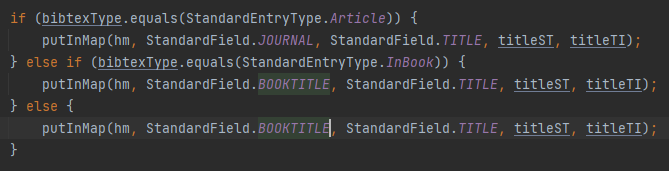 if (bibtexType.equals(StandardEntryType.Article)) {
    putInMap(hm, StandardField.JOURNAL, StandardField.TITLE, titleST, titleTI);
} else if (bibtexType.equals(StandardEntryType.InBook)) {
    putInMap(hm, StandardField.BOOKTITLE, StandardField.TITLE, titleST, titleTI);
} else {
    putInMap(hm, StandardField.BOOKTITLE, StandardField.TITLE, titleST, titleTI);
}